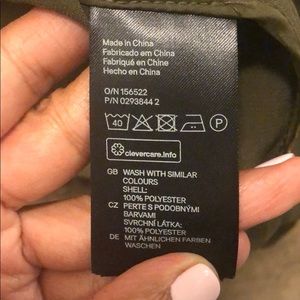 Made in China
Fabricado em China
Fabriqué en Chine
Hecho en China
O/N 156522
P/N 0293844 2
40
P
clevercare.info
GB WASH WITH SIMILAR
COLOURS
SHELL:
100% POLYESTER
CZ PERTE S PODOBNÝMI
BARVAMI
SVRCHNÍ LÁTKA:
100% POLYESTER
DE MIT ÄHNLICHEN FARBEN
WASCHEN